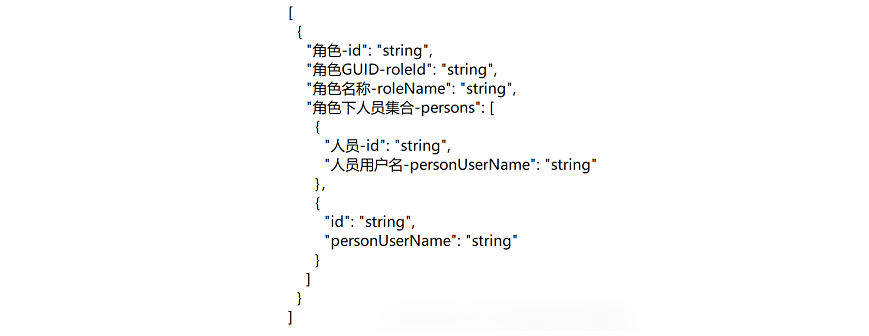 [
{
"角色-id": "string",
"角色GUID-roleId": "string",
"角色名称-roleName": "string",
"角色下人员集合-persons": [
{
"人员-id": "string",
"人员用户名-personUserName": "string"
},
{
"id": "string",
"personUserName": "string"
}
]
}
]